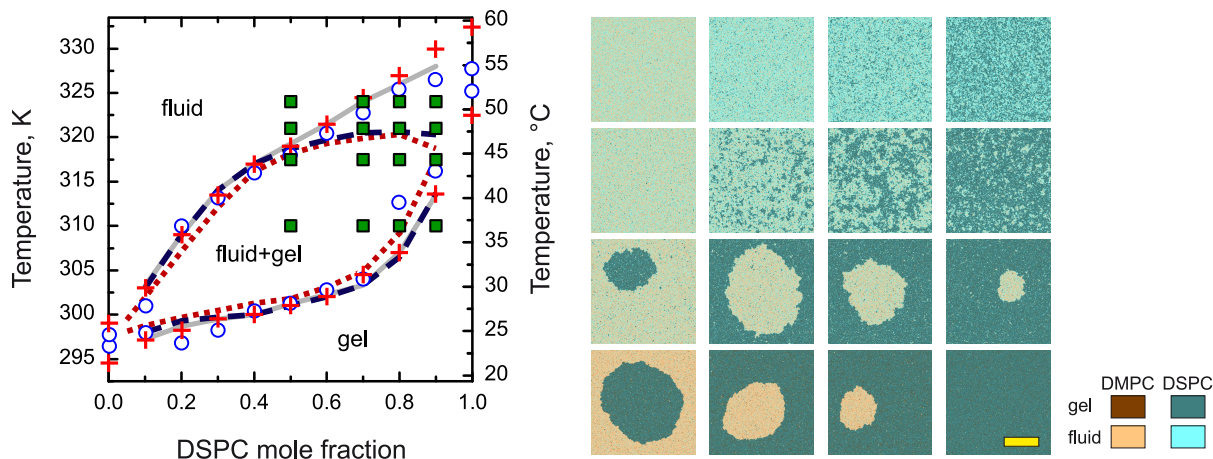 330
325
320
315
310
305
300
295
Temperature, K
fluid
fluid+gel
gel
60
55
50
45
40
35
30
25
20
Temperature, °C
0.0 0.2 0.4 0.6 0.8 1.0
DSPC mole fraction
DMPC DSPC
gel
fluid